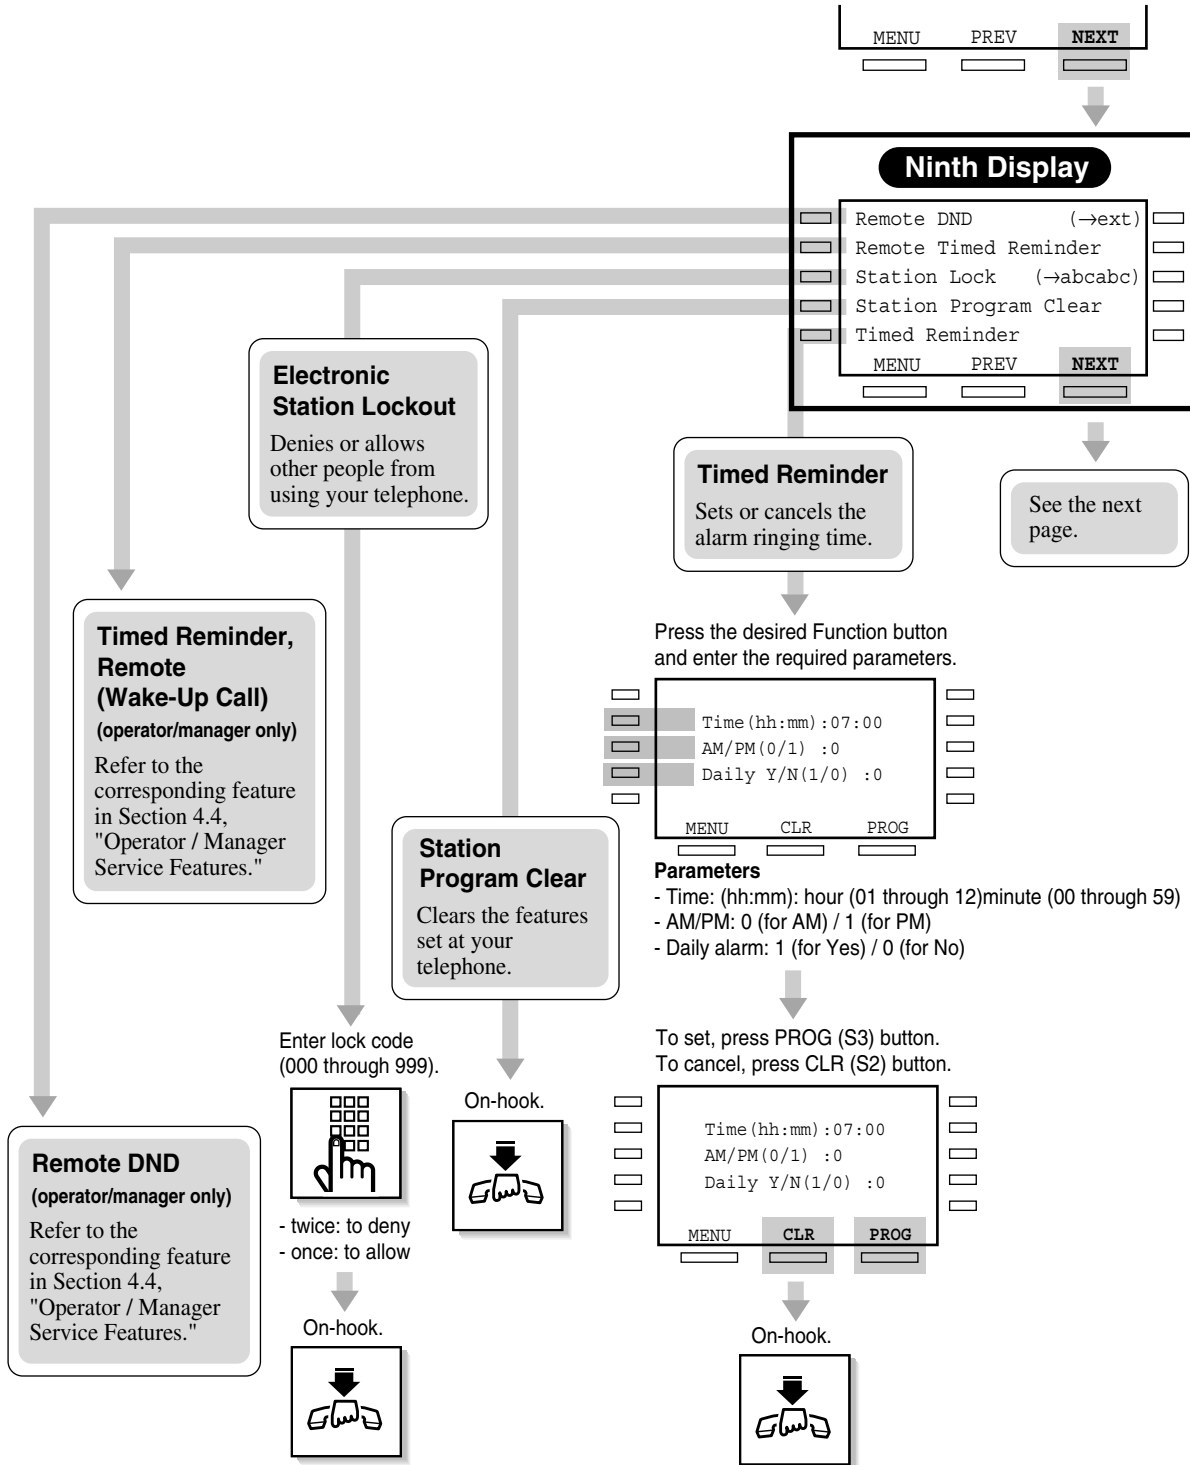 MENU PREV NEXT
Ninth Display
Remote DND (→ext)
Remote Timed Reminder
Station Lock (→abcabc)
Station Program Clear
Timed Reminder
MENU PREV NEXT
Electronic
Station Lockout
Denies or allows
other people from
using your telephone.
Timed Reminder
Sets or cancels the
alarm ringing time.
See the next
page.
Timed Reminder,
Remote
(Wake-Up Call)
(operator/manager only)
Refer to the
corresponding feature
in Section 4.4,
"Operator / Manager
Service Features."
Press the desired Function button
and enter the required parameters.
Time(hh:mm):07:00
AM/PM(0/1) :0
Daily Y/N(1/0) :0
MENU CLR PROG
Parameters
- Time: (hh:mm): hour (01 through 12)minute (00 through 59)
- AM/PM: 0 (for AM) / 1 (for PM)
- Daily alarm: 1 (for Yes) / 0 (for No)
Station
Program Clear
Clears the features
set at your
telephone.
Enter lock code
(000 through 999).
- twice: to deny
- once: to allow
On-hook.
On-hook.
To set, press PROG (S3) button.
To cancel, press CLR (S2) button.
Time(hh:mm):07:00
AM/PM(0/1) :0
Daily Y/N(1/0) :0
MENU CLR PROG
On-hook.
Remote DND
(operator/manager only)
Refer to the
corresponding feature
in Section 4.4,
"Operator / Manager
Service Features."